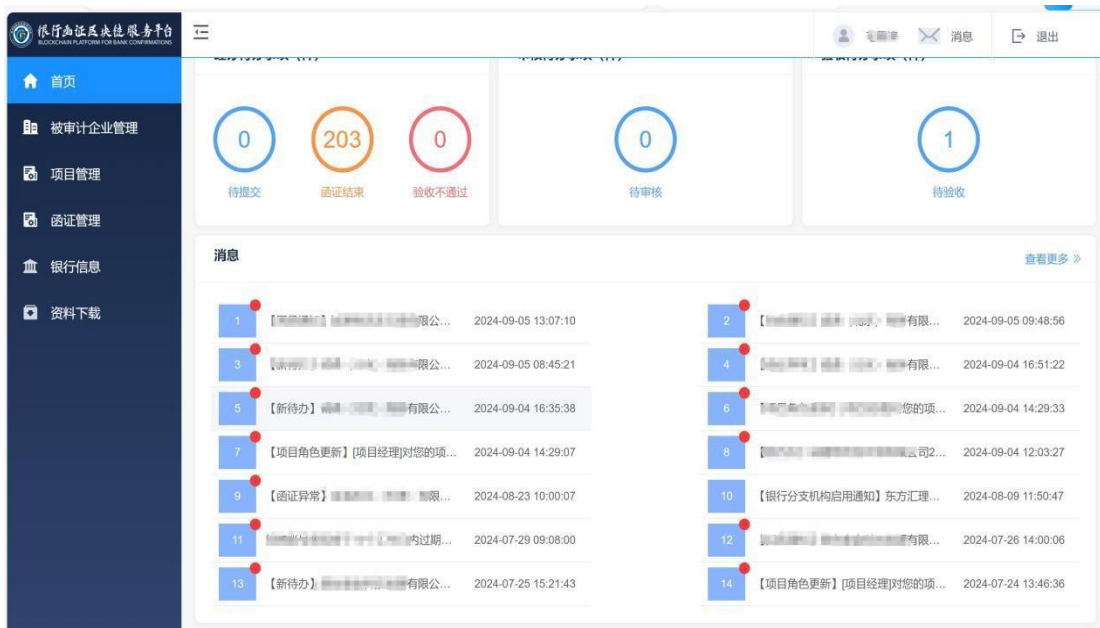 银行函证区块链服务平台
BLOCKCHAIN PLATFORM FOR BANK CONFIRMATIONS
消息
退出
首页
被审计企业管理
项目管理
函证管理
银行信息
资料下载
0
203
0
0
1
待提交
函证结束
验收不通过
待审核
待验收
消息
查看更多 》
1 限公... 2024-09-05 13:07:10
2 有限... 2024-09-05 09:48:56
3 限公... 2024-09-05 08:45:21
4 有限... 2024-09-04 16:51:22
5 【新待办】 有限公... 2024-09-04 16:35:38
6 您的项... 2024-09-04 14:29:33
7 【项目角色更新】[项目经理]对您的项... 2024-09-04 14:29:07
8 公司2... 2024-09-04 12:03:27
9 【函证异常】 限... 2024-08-23 10:00:07
10 【银行分支机构启用通知】东方汇理... 2024-08-09 11:50:47
11 内过期... 2024-07-29 09:08:00
12 有限... 2024-07-26 14:00:06
13 【新待办】 有限公... 2024-07-25 15:21:43
14 【项目角色更新】[项目经理]对您的项... 2024-07-24 13:46:36